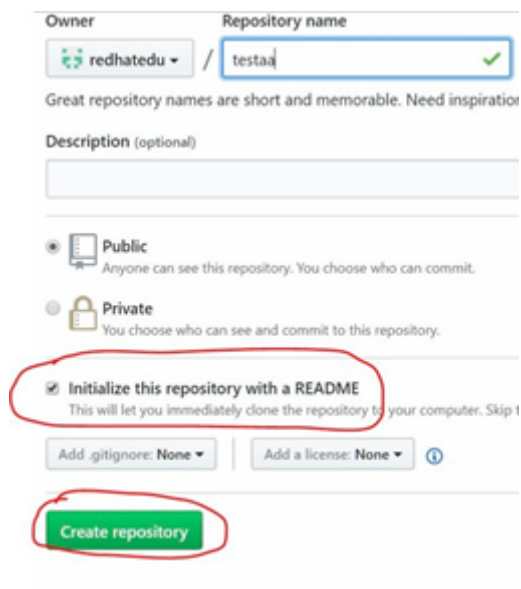 Owner Repository name
redhatedu / testaa
Great repository names are short and memorable. Need inspiration
Description (optional)
Public
Anyone can see this repository. You choose who can commit.
Private
You choose who can see and commit to this repository.
Initialize this repository with a README
This will let you immediately clone the repository to your computer. Skip
Add .gitignore: None Add a license: None
Create repository